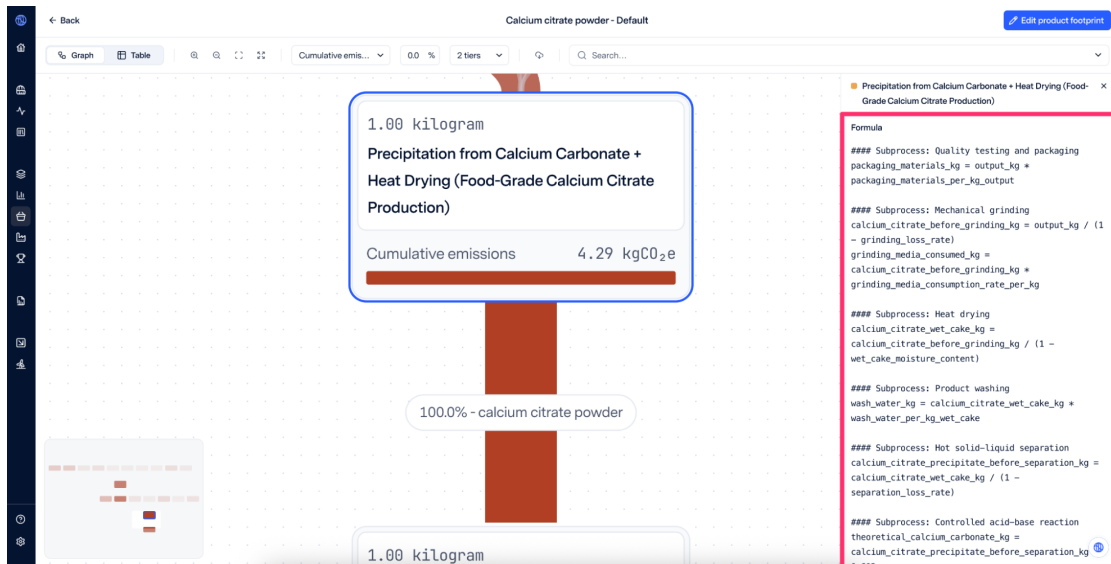 ← Back
Calcium citrate powder - Default
Edit product footprint
Graph
Table
Cumulative emis...
0.0 %
2 tiers
Search...
1.00 kilogram
Precipitation from Calcium Carbonate +
Heat Drying (Food-Grade Calcium Citrate
Production)
Cumulative emissions
4.29 kgCO₂e
100.0% - calcium citrate powder
1.00 kilogram
Precipitation from Calcium Carbonate + Heat Drying (Food-
Grade Calcium Citrate Production)
Formula
#### Subprocess: Quality testing and packaging
packaging_materials_kg = output_kg *
packaging_materials_per_kg_output
#### Subprocess: Mechanical grinding
calcium_citrate_before_grinding_kg = output_kg / (1
- grinding_loss_rate)
grinding_media_consumed_kg =
calcium_citrate_before_grinding_kg *
grinding_media_consumption_rate_per_kg
#### Subprocess: Heat drying
calcium_citrate_wet_cake_kg =
calcium_citrate_before_grinding_kg / (1 -
wet_cake_moisture_content)
#### Subprocess: Product washing
wash_water_kg = calcium_citrate_wet_cake_kg *
wash_water_per_kg_wet_cake
#### Subprocess: Hot solid-liquid separation
calcium_citrate_precipitate_before_separation_kg =
calcium_citrate_wet_cake_kg / (1 -
separation_loss_rate)
#### Subprocess: Controlled acid-base reaction
theoretical_calcium_carbonate_kg =
calcium_citrate_precipitate_before_separation_kg